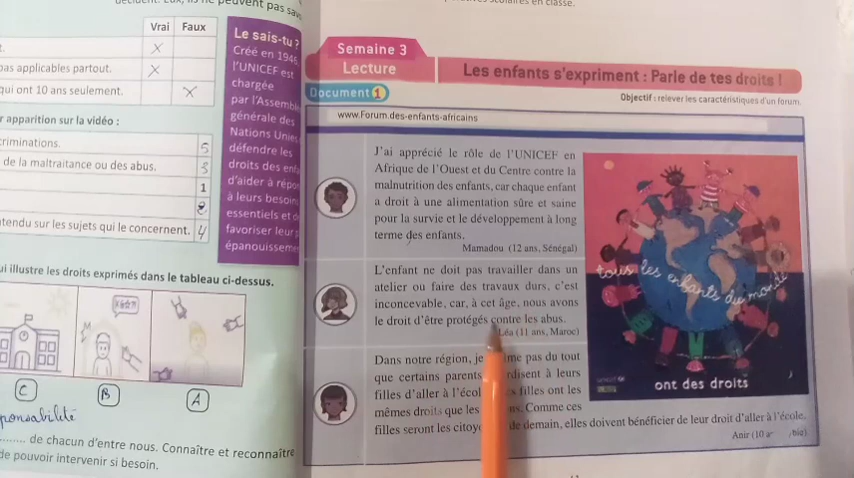 scolaires en classe.
peuvent pas
Vrai Faux
X
pas applicables partout. X
qui ont 10 ans seulement. X
apparition sur la vidéo :
criminations. 5
de la maltraitance ou des abus. 3
1
2
tendu sur les sujets qui le concernent. 4
ui illustre les droits exprimés dans le tableau ci-dessus.
C
B
A
ponsabilité
........ de chacun d'entre nous. Connaître et reconnaître
de pouvoir intervenir si besoin.
Le sais-tu ?
Créé en 1946
l'UNICEF est
chargée
par l'Assemb
générale des
Nations Unies
défendre les
droits des
d'aider à
à leurs besoin
essentiels et
favoriser leur
épanouissem
Semaine 3
Lecture
Les enfants s'expriment : Parle de tes droits !
Document 1
Objectif : relever les caractéristiques d'un forum.
www.Forum.des-enfants-africains
J'ai apprécié le rôle de l'UNICEF en
Afrique de l'Ouest et du Centre contre la
malnutrition des enfants, car chaque enfant
a droit à une alimentation sûre et saine
pour la survie et le développement à long
terme des enfants.
Mamadou (12 ans, Sénégal)
L'enfant ne doit pas travailler dans un
atelier ou faire des travaux durs, c'est
inconcevable, car, à cet âge, nous avons
le droit d'être protégés contre les abus.
Léa (11 ans, Maroc)
Dans notre région, je pas du tout
que certains parents à leurs
filles d'aller à filles ont les
mêmes droits que les Comme ces
filles seront les de demain, elles doivent bénéficier de leur droit d'aller à l'école.
Anir (10
tous les enfants du monde
ont des droits